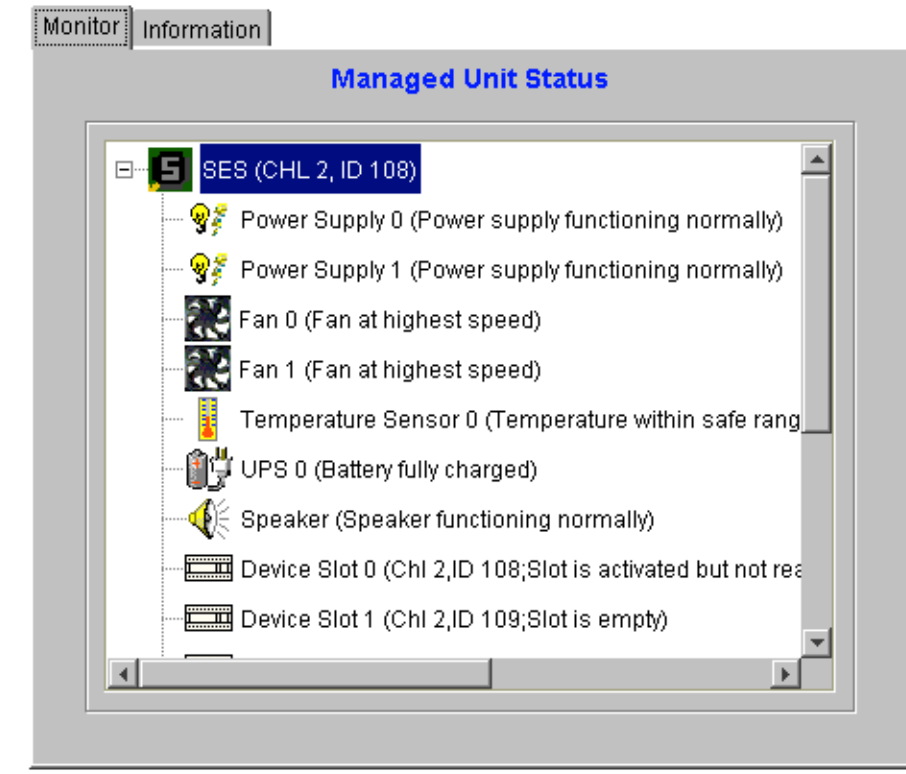 Monitor
Information
Managed Unit Status
SES (CHL 2, ID 108)
Power Supply 0 (Power supply functioning normally)
Power Supply 1 (Power supply functioning normally)
Fan 0 (Fan at highest speed)
Fan 1 (Fan at highest speed)
Temperature Sensor 0 (Temperature within safe rang
UPS 0 (Battery fully charged)
Speaker (Speaker functioning normally)
Device Slot 0 (Chl 2,ID 108;Slot is activated but not rea
Device Slot 1 (Chl 2,ID 109;Slot is empty)